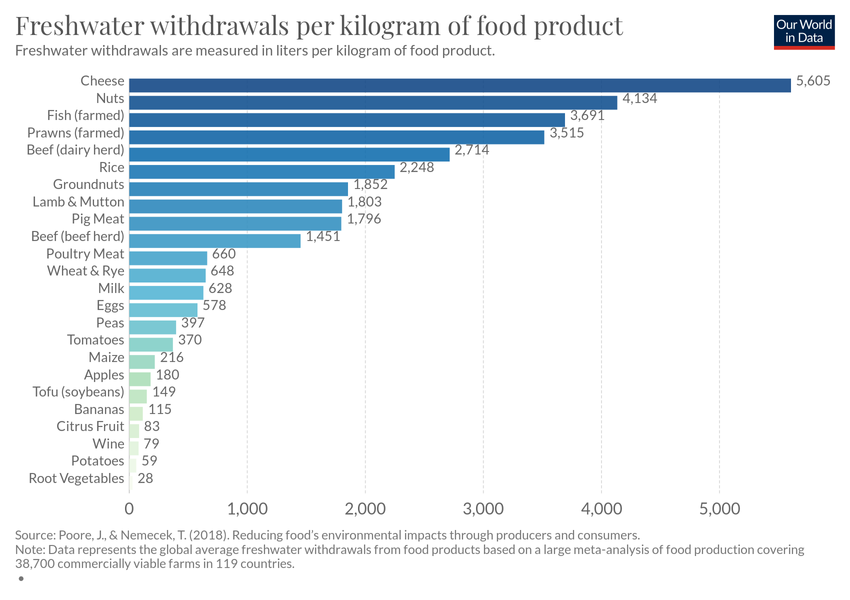 Freshwater withdrawals per kilogram of food product
Freshwater withdrawals are measured in liters per kilogram of food product.
Our World
in Data
Cheese 5,605
Nuts 4,134
Fish (farmed) 3,691
Prawns (farmed) 3,515
Beef (dairy herd) 2,714
Rice 2,248
Groundnuts 1,852
Lamb & Mutton 1,803
Pig Meat 1,796
Beef (beef herd) 1,451
Poultry Meat 660
Wheat & Rye 648
Milk 628
Eggs 578
Peas 397
Tomatoes 370
Maize 216
Apples 180
Tofu (soybeans) 149
Bananas 115
Citrus Fruit 83
Wine 79
Potatoes 59
Root Vegetables 28
0 1,000 2,000 3,000 4,000 5,000
Source: Poore, J., & Nemecek, T. (2018). Reducing food's environmental impacts through producers and consumers.
Note: Data represents the global average freshwater withdrawals from food products based on a large meta-analysis of food production covering
38,700 commercially viable farms in 119 countries.
•